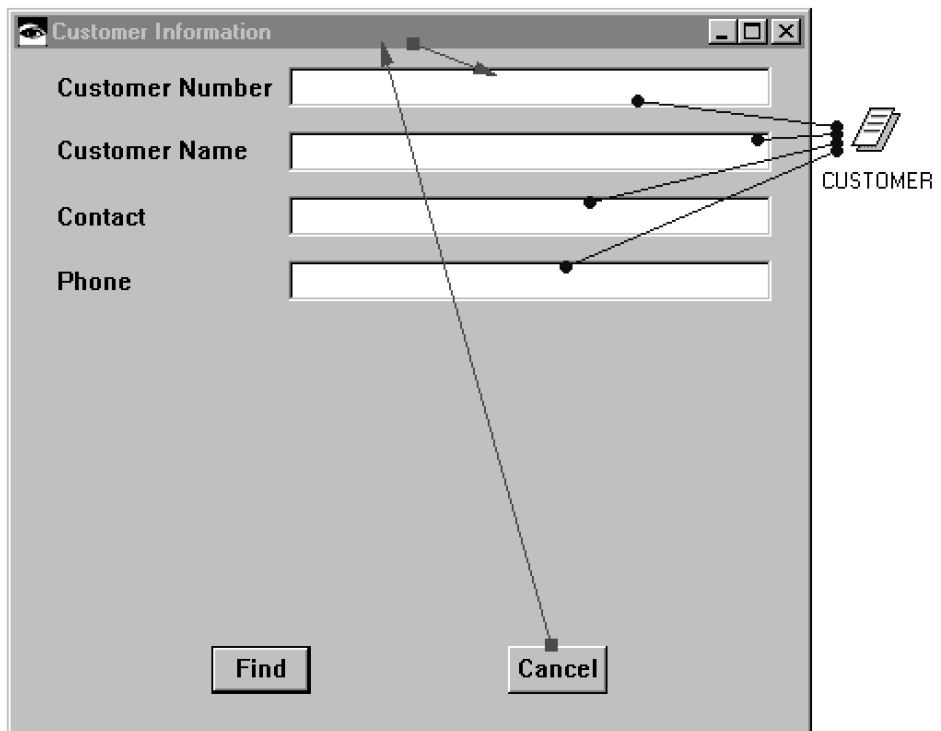 Customer Information
Customer Number
Customer Name
CUSTOMER
Contact
Phone
Find Cancel